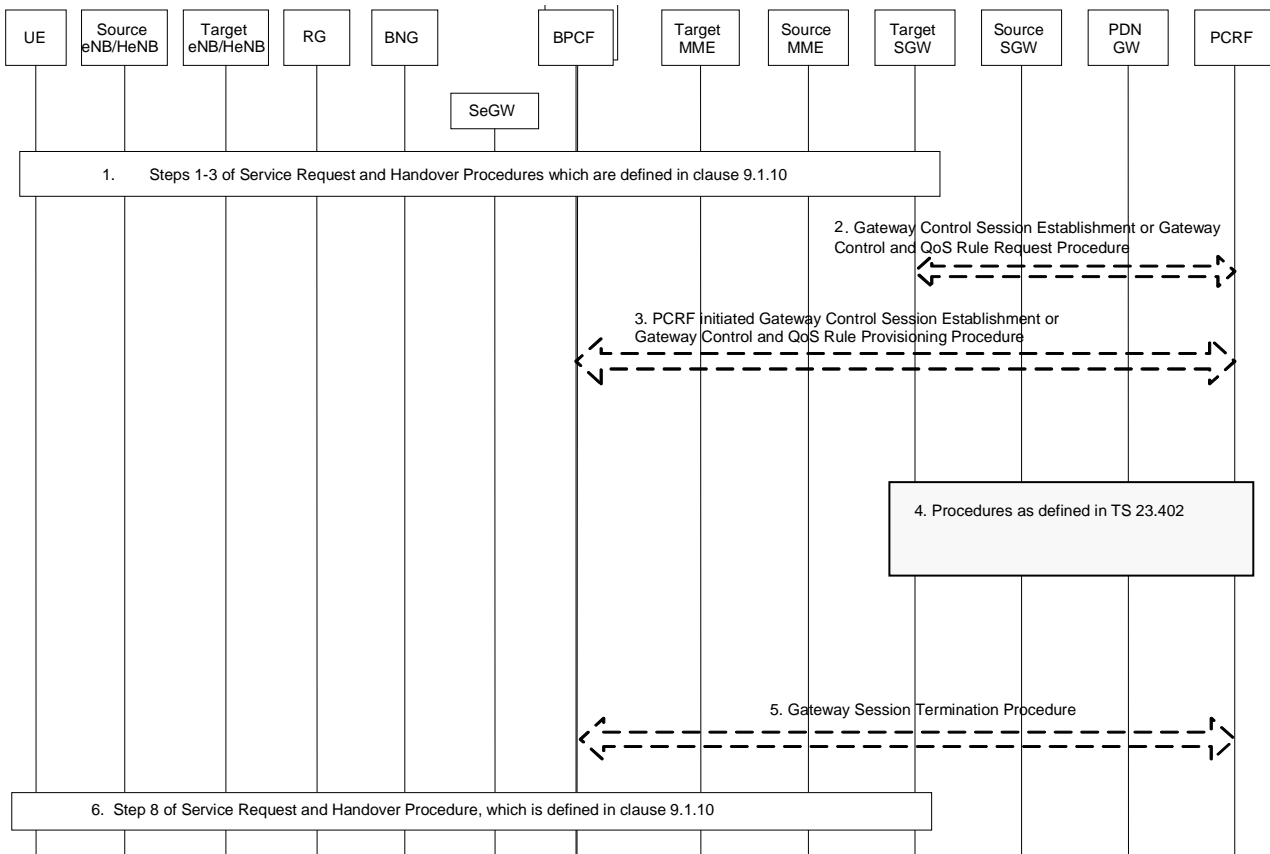 UE
Source
eNB/HeNB
Target
eNB/HeNB
RG
BNG
BPCF
Target
MME
Source
MME
Target
SGW
Source
SGW
PDN
GW
PCRF
SeGW
1. Steps 1-3 of Service Request and Handover Procedures which are defined in clause 9.1.10
2. Gateway Control Session Establishment or Gateway
Control and QoS Rule Request Procedure
3. PCRF initiated Gateway Control Session Establishment or
Gateway Control and QoS Rule Provisioning Procedure
4. Procedures as defined in TS 23.402
5. Gateway Session Termination Procedure
6. Step 8 of Service Request and Handover Procedure, which is defined in clause 9.1.10